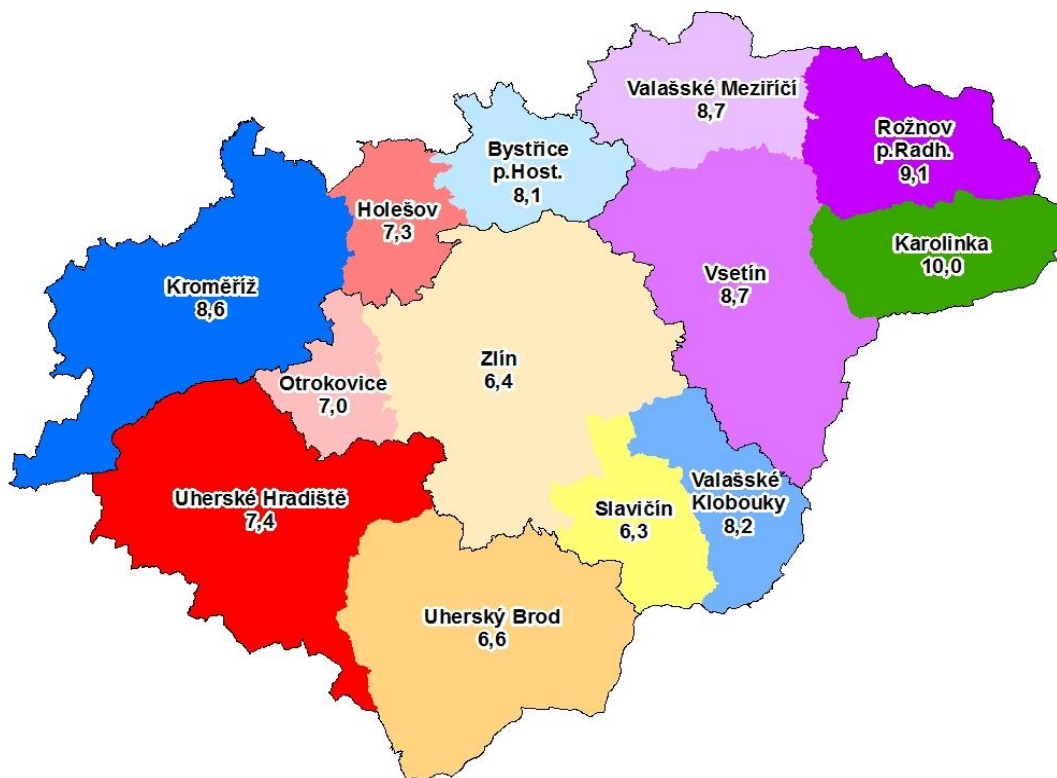 Valašské Meziříčí
8,7
Rožnov
p.Radh.
9,1
Bystřice
p.Host.
8,1
Holešov
7,3
Karolinka
10,0
Kroměříž
8,6
Vsetín
8,7
Zlín
6,4
Otrokovice
7,0
Uherské Hradiště
7,4
Slavičín
6,3
Valašské
Klobouky
8,2
Uherský Brod
6,6